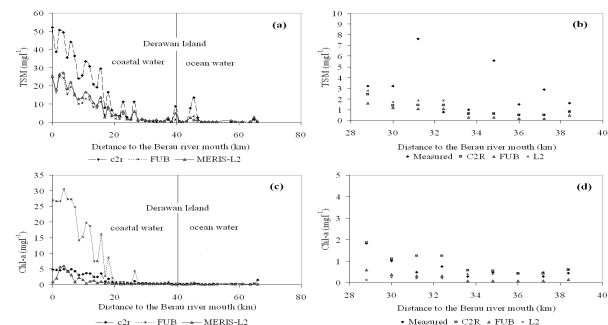 (a)
TSM (mgl⁻¹)
60
50
40
30
20
10
0
Derawan Island
coastal water
ocean water
0 20 40 60 80
Distance to the Berau river mouth (km)
c2r FUB MERIS-L2
(b)
TSM (mgl⁻¹)
10
9
8
7
6
5
4
3
2
1
0
28 30 32 34 36 38 40
Distance to the Berau river mouth (km)
Measured C2R FUB L2
(c)
Chl-a (mgl⁻¹)
35
30
25
20
15
10
5
0
Derawan Island
coastal water
ocean water
0 20 40 60 80
Distance to the Berau river mouth (km)
c2r FUB MERIS-L2
(d)
Chl-a (mgl⁻¹)
5
4
3
2
1
0
28 30 32 34 36 38 40
Distance to the Berau river mouth (km)
Measured C2R FUB L2